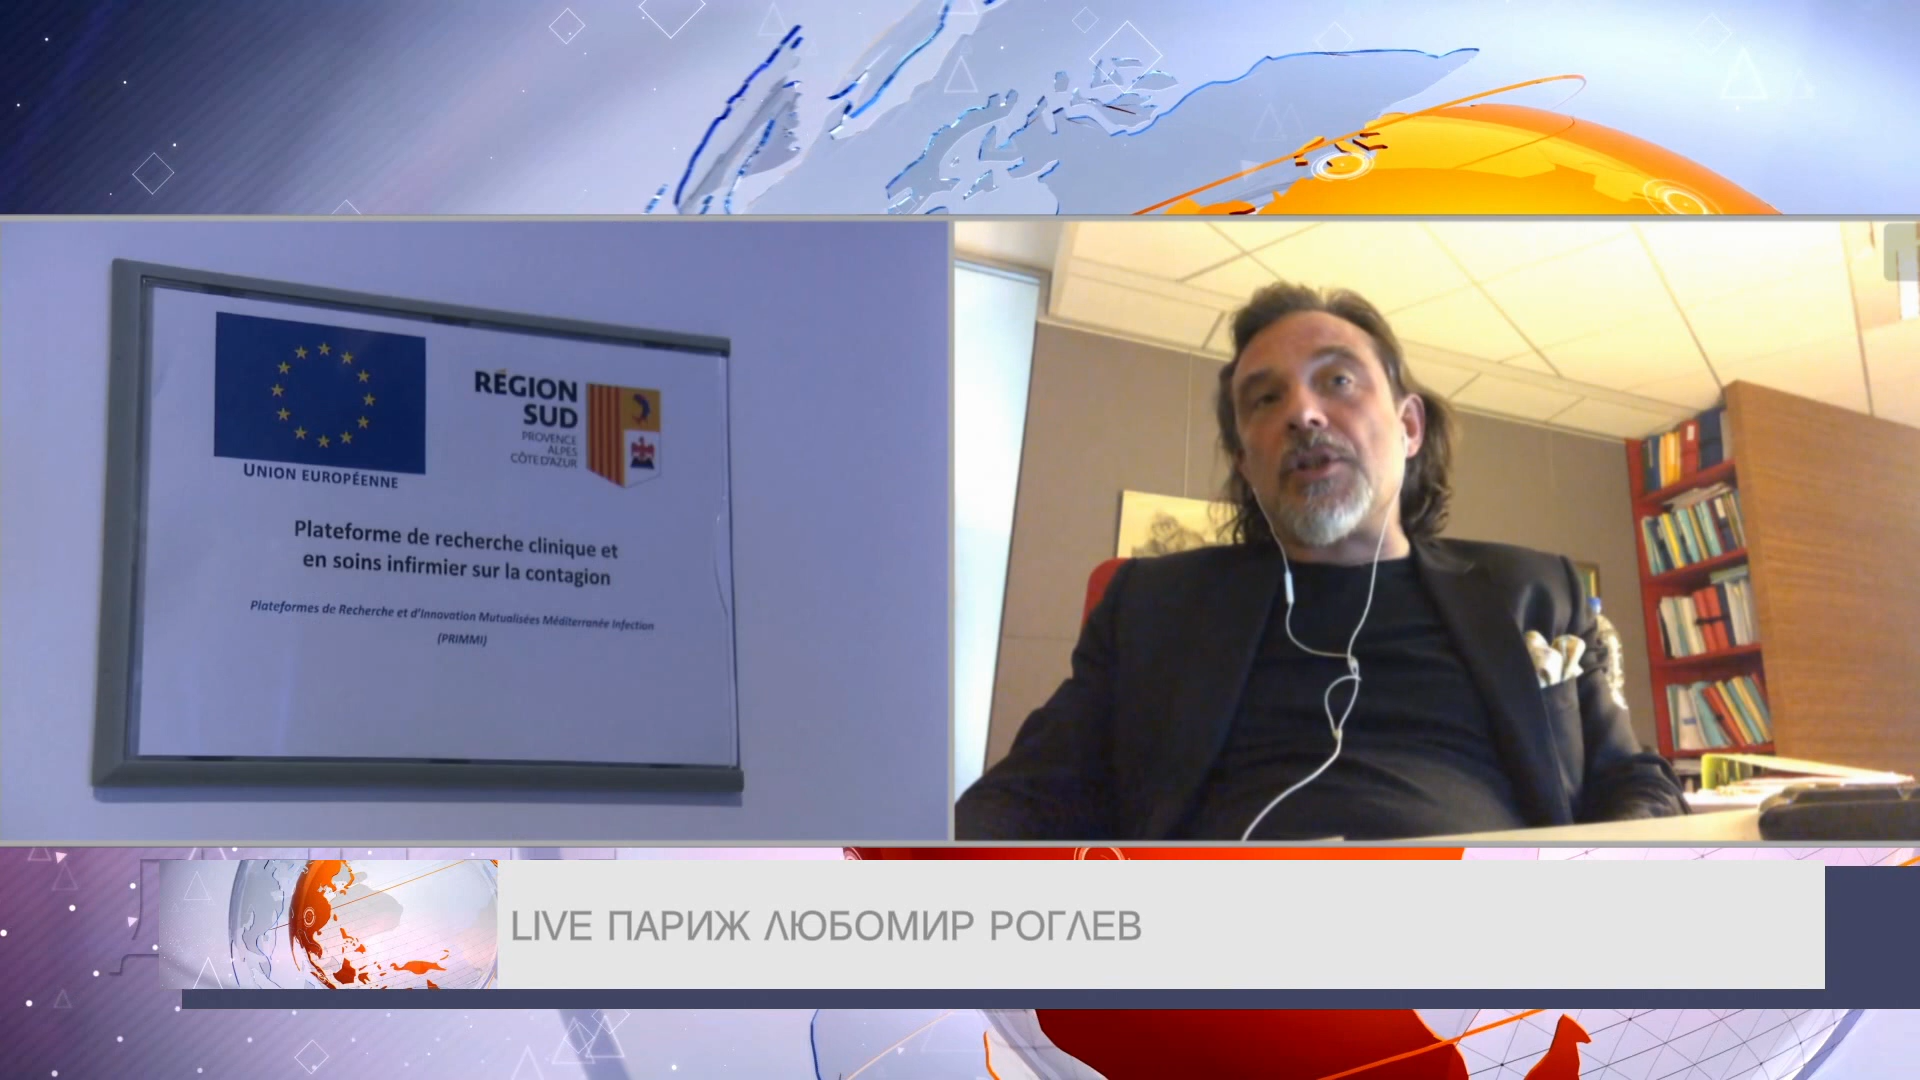 UNION EUROPÉENNE
RÉGION
SUD
PROVENCE
ALPES
CÔTE D'AZUR
Plateforme de recherche clinique et
en soins infirmier sur la contagion
Plateformes de Recherche et d'Innovation Mutualisées Méditerranée Infection
(PRIMMI)
LIVE ПАРИЖ ЛЮБОМИР РОГЛЕВ